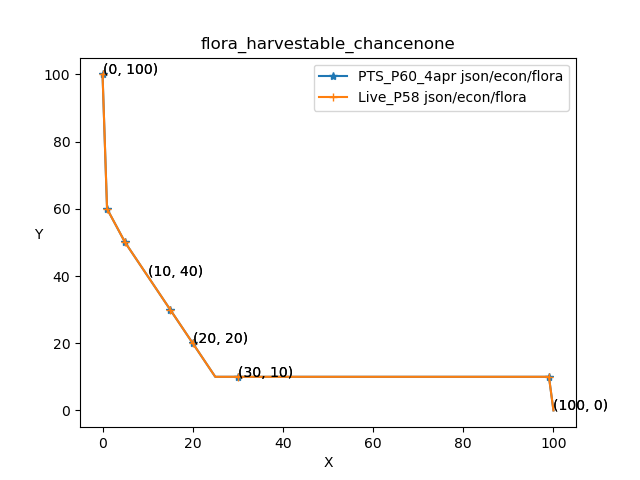 flora_harvestable_chancenone
PTS_P60_4apr json/econ/flora
Live_P58 json/econ/flora
(0, 100)
(10, 40)
(20, 20)
(30, 10)
(100, 0)
100
80
60
40
20
0
Y
0 20 40 60 80 100
X